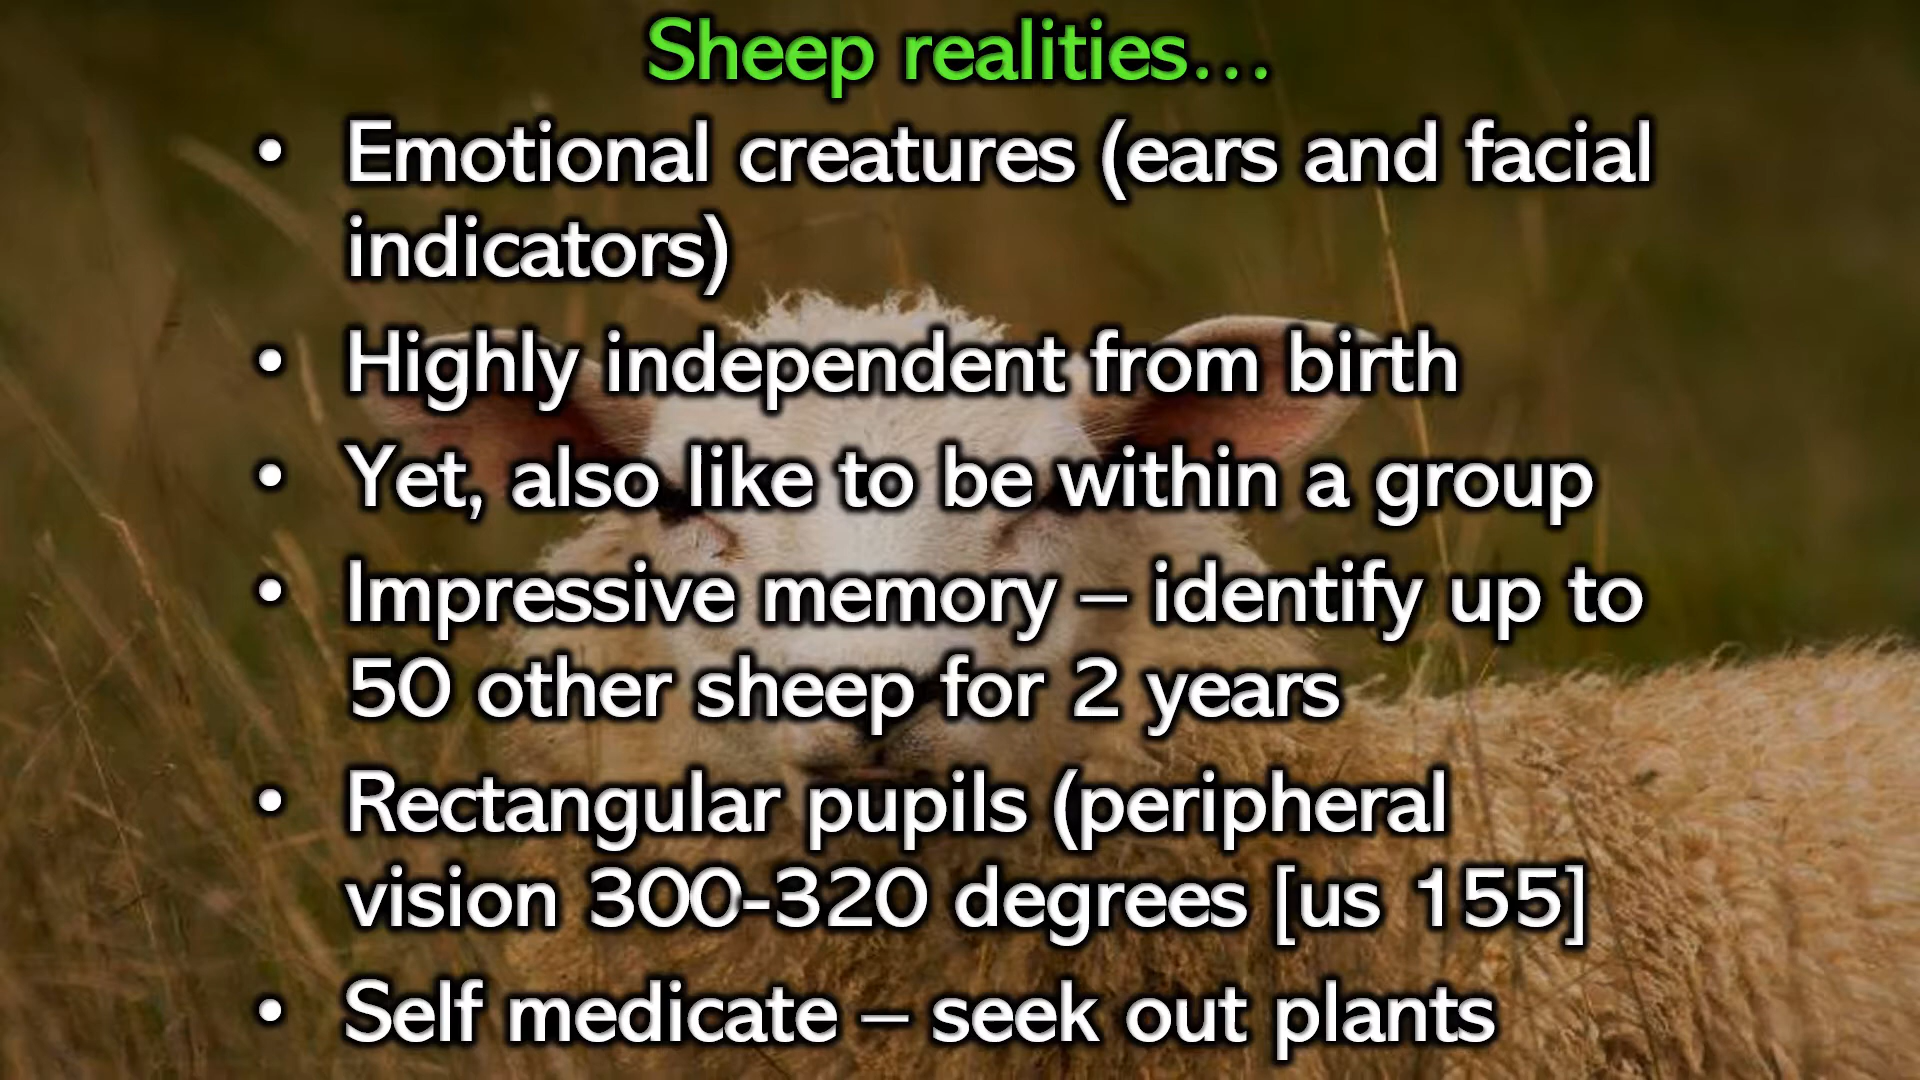 Sheep realities…
• Emotional creatures (ears and facial
indicators)
• Highly independent from birth
• Yet, also like to be within a group
• Impressive memory – identify up to
50 other sheep for 2 years
• Rectangular pupils (peripheral
vision 300-320 degrees [us 155]
• Self medicate – seek out plants